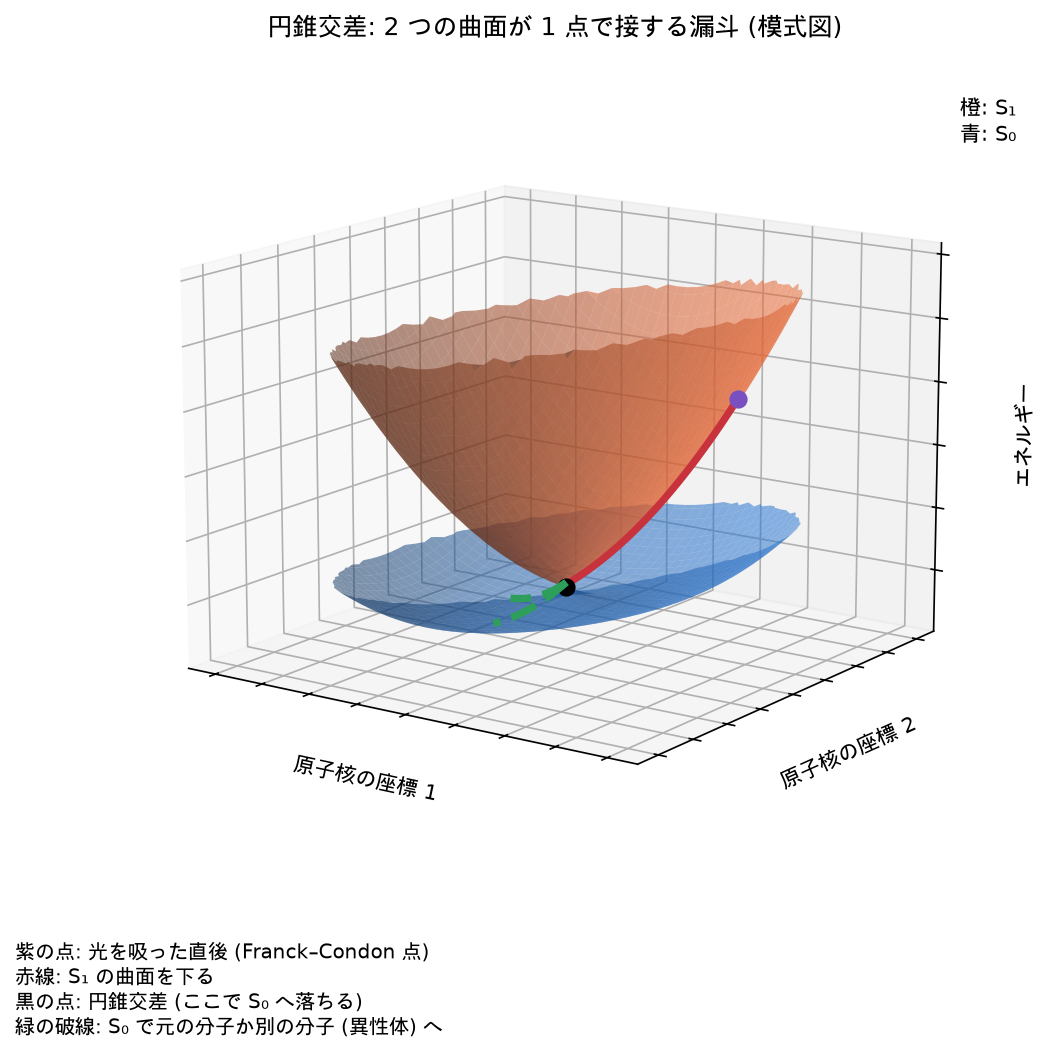 円錐交差: 2 つの曲面が 1 点で接する漏斗 (模式図)
橙: S₁
青: S₀
エネルギー
原子核の座標 1
原子核の座標 2
紫の点: 光を吸った直後 (Franck–Condon 点)
赤線: S₁ の曲面を下る
黒の点: 円錐交差 (ここで S₀ へ落ちる)
緑の破線: S₀ で元の分子か別の分子 (異性体) へ